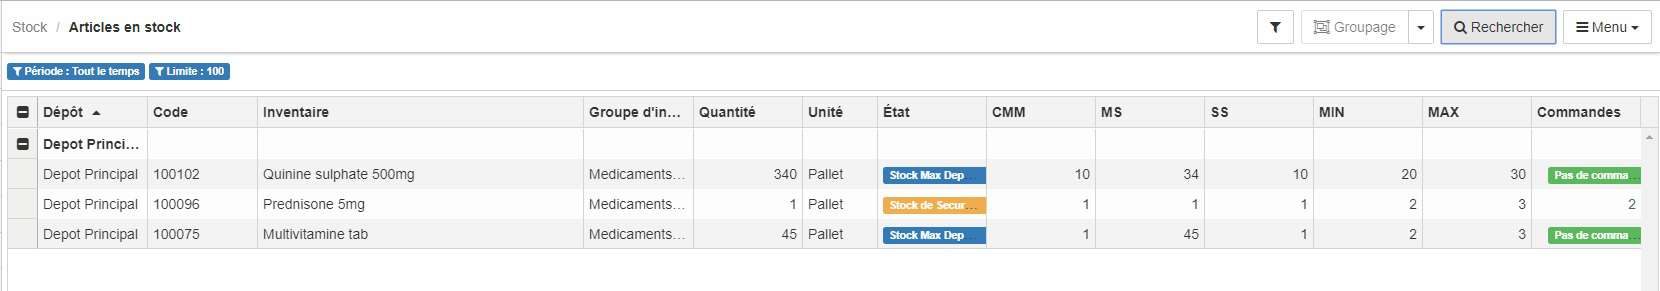 Stock / Articles en stock Groupage Rechercher Menu
Période : Tout le temps Limite : 100
Dépôt Code Inventaire Groupe d'in... Quantité Unité État CMM MS SS MIN MAX Commandes
Depot Princi...
Depot Principal 100102 Quinine sulphate 500mg Medicaments... 340 Pallet Stock Max Dep... 10 34 10 20 30 Pas de comma...
Depot Principal 100096 Prednisone 5mg Medicaments... 1 Pallet Stock de Secur... 1 1 1 2 3 2
Depot Principal 100075 Multivitamine tab Medicaments... 45 Pallet Stock Max Dep... 1 45 1 2 3 Pas de comma...